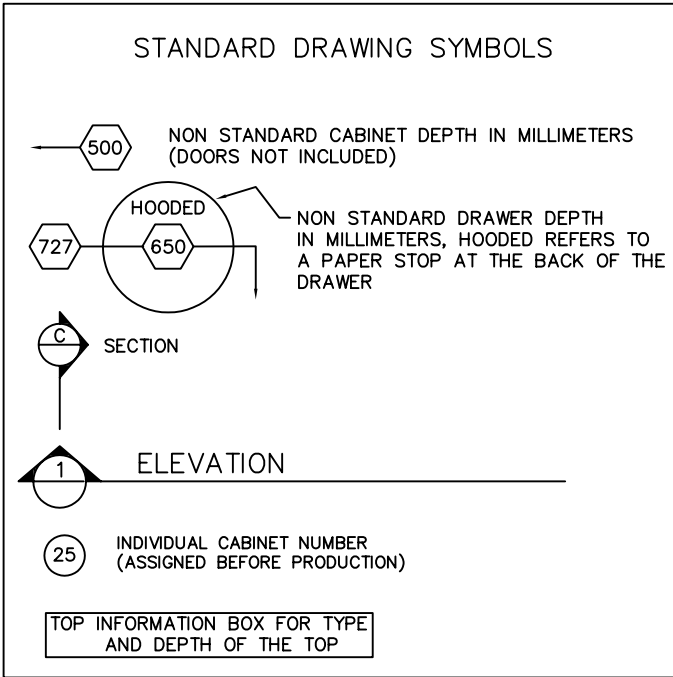 STANDARD DRAWING SYMBOLS
500
NON STANDARD CABINET DEPTH IN MILLIMETERS
(DOORS NOT INCLUDED)
HOODED
727
650
NON STANDARD DRAWER DEPTH
IN MILLIMETERS, HOODED REFERS TO
A PAPER STOP AT THE BACK OF THE
DRAWER
C
SECTION
1
ELEVATION
25
INDIVIDUAL CABINET NUMBER
(ASSIGNED BEFORE PRODUCTION)
TOP INFORMATION BOX FOR TYPE
AND DEPTH OF THE TOP